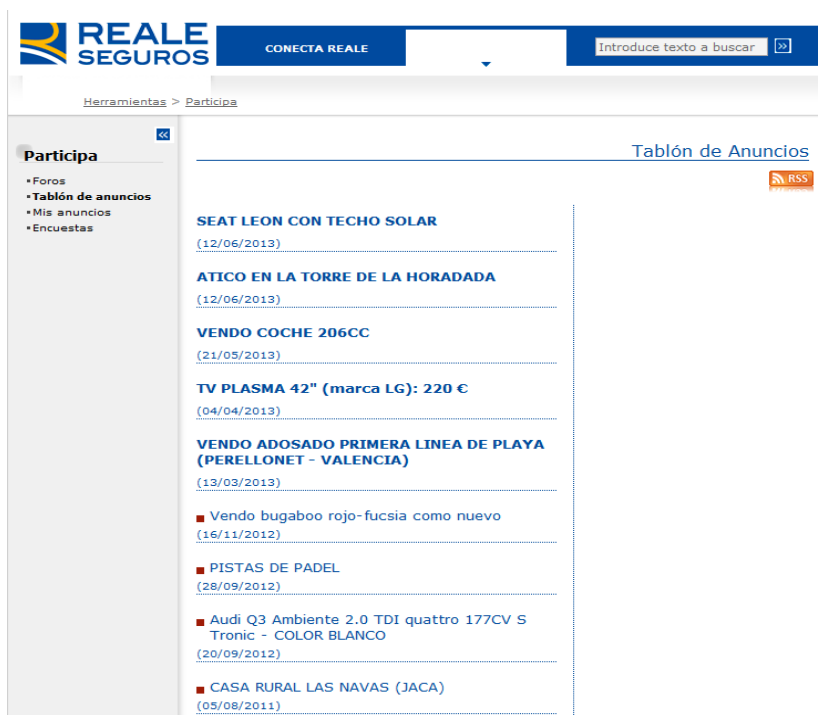 REALE
SEGUROS
CONECTA REALE
Introduce texto a buscar
Herramientas > Participa
Participa
Foros
Tablón de anuncios
Mis anuncios
Encuestas
Tablón de Anuncios
RSS
SEAT LEON CON TECHO SOLAR
(12/06/2013)
ATICO EN LA TORRE DE LA HORADADA
(12/06/2013)
VENDO COCHE 206CC
(21/05/2013)
TV PLASMA 42" (marca LG): 220 €
(04/04/2013)
VENDO ADOSADO PRIMERA LINEA DE PLAYA
(PERELLONET - VALENCIA)
(13/03/2013)
Vendo bugaboo rojo-fucsia como nuevo
(16/11/2012)
PISTAS DE PADEL
(28/09/2012)
Audi Q3 Ambiente 2.0 TDI quattro 177CV S
Tronic - COLOR BLANCO
(20/09/2012)
CASA RURAL LAS NAVAS (JACA)
(05/08/2011)